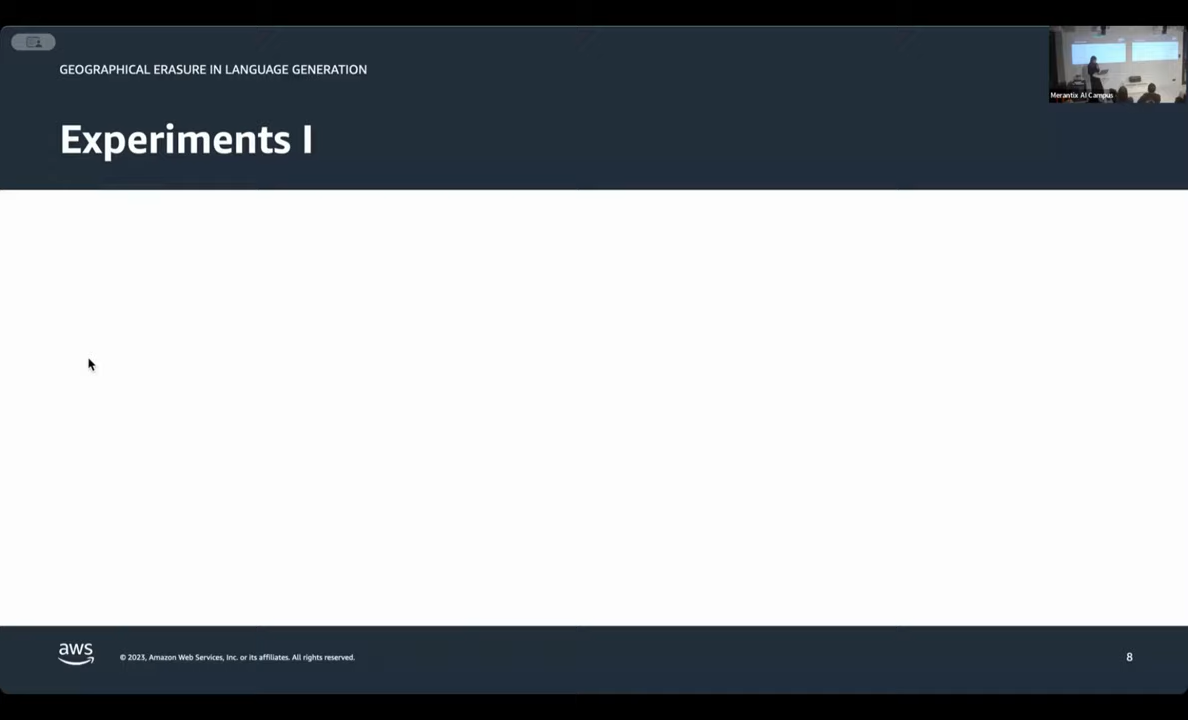 GEOGRAPHICAL ERASURE IN LANGUAGE GENERATION
Merantix AI Campus
Experiments I
aws
© 2023, Amazon Web Services, Inc. or its affiliates. All rights reserved.
8